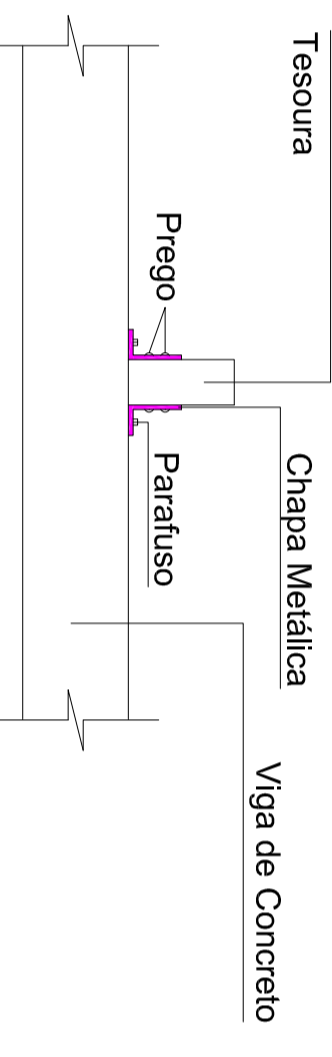 Tesoura
Chapa Metálica
Viga de Concreto
Prego
Parafuso